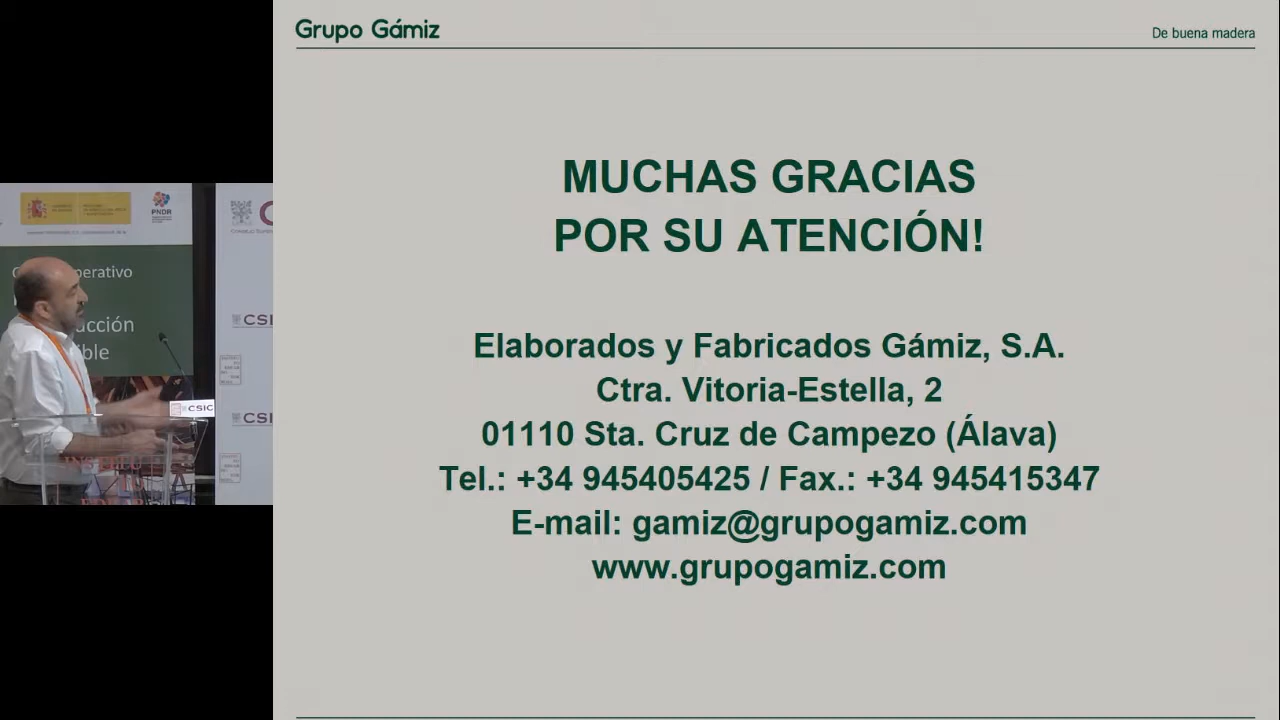 Grupo Gámiz
De buena madera
MUCHAS GRACIAS
POR SU ATENCIÓN!
Elaborados y Fabricados Gámiz, S.A.
Ctra. Vitoria-Estella, 2
01110 Sta. Cruz de Campezo (Álava)
Tel.: +34 945405425 / Fax.: +34 945415347
E-mail: gamiz@grupogamiz.com
www.grupogamiz.com
PNDR
CSIC